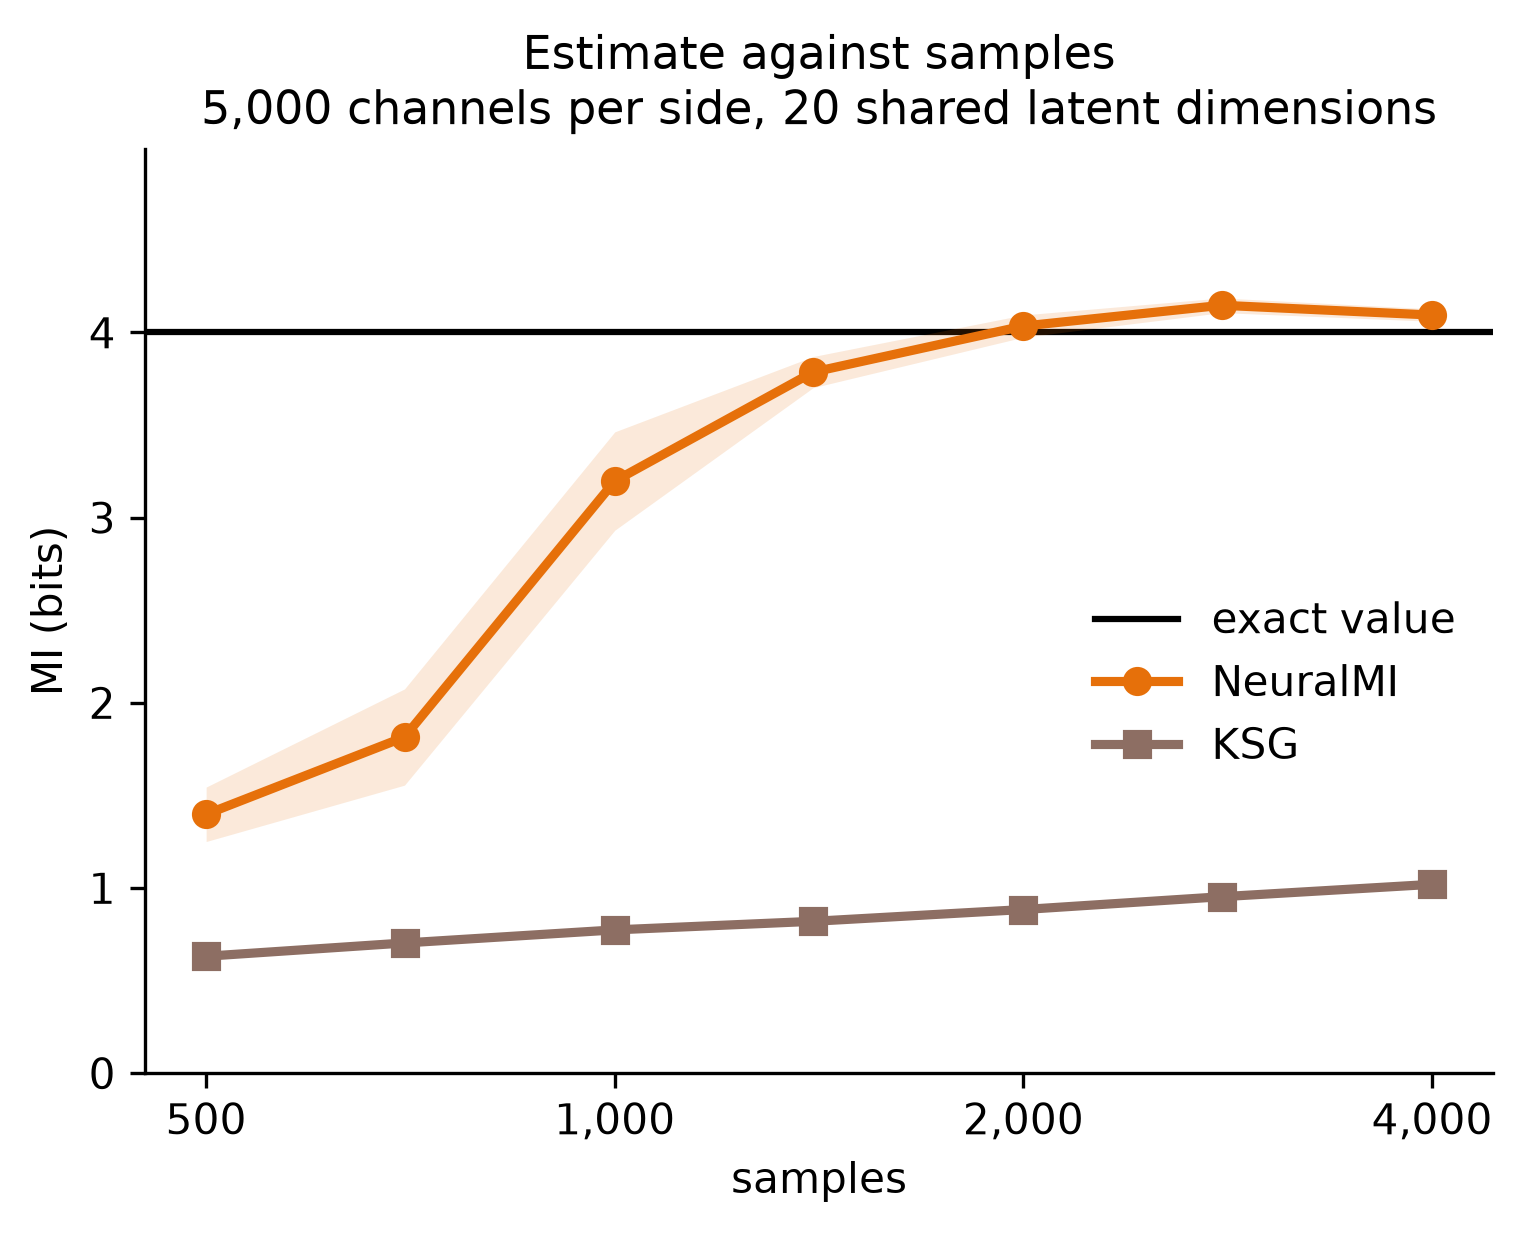 Estimate against samples
5,000 channels per side, 20 shared latent dimensions
MI (bits)
4
3
2
1
0
exact value
NeuralMI
KSG
500
1,000
2,000
4,000
samples